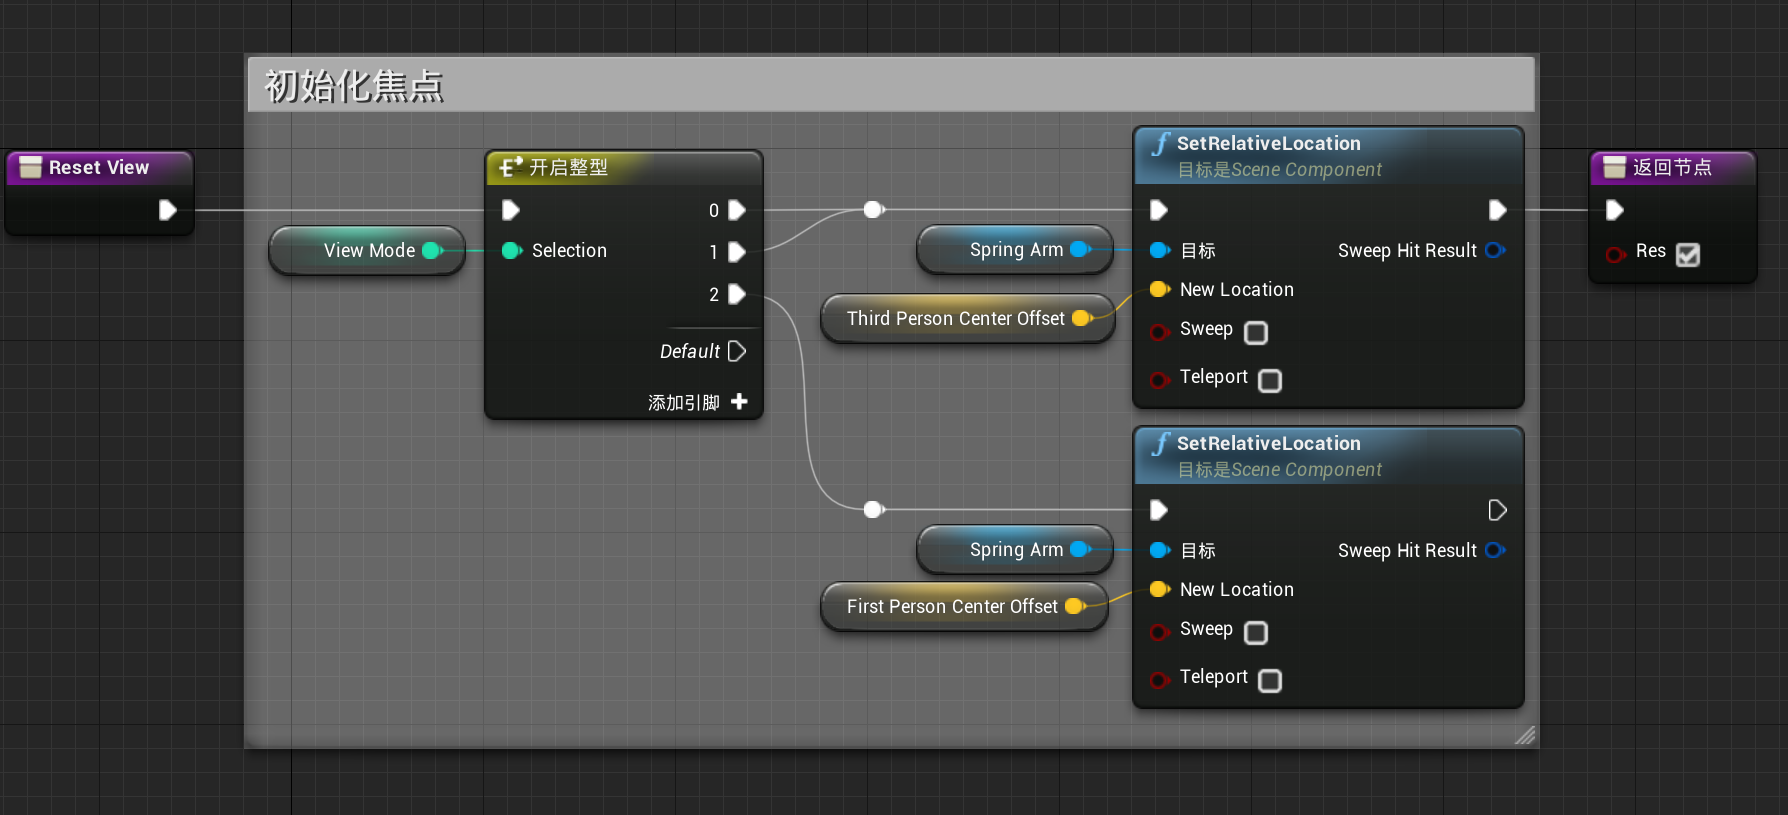 初始化焦点
Reset View
View Mode
开启整型
Selection
0
1
2
Default
添加引脚
Spring Arm
Third Person Center Offset
SetRelativeLocation
目标是Scene Component
目标
Sweep Hit Result
New Location
Sweep
Teleport
返回节点
Res
Spring Arm
First Person Center Offset
SetRelativeLocation
目标是Scene Component
目标
Sweep Hit Result
New Location
Sweep
Teleport